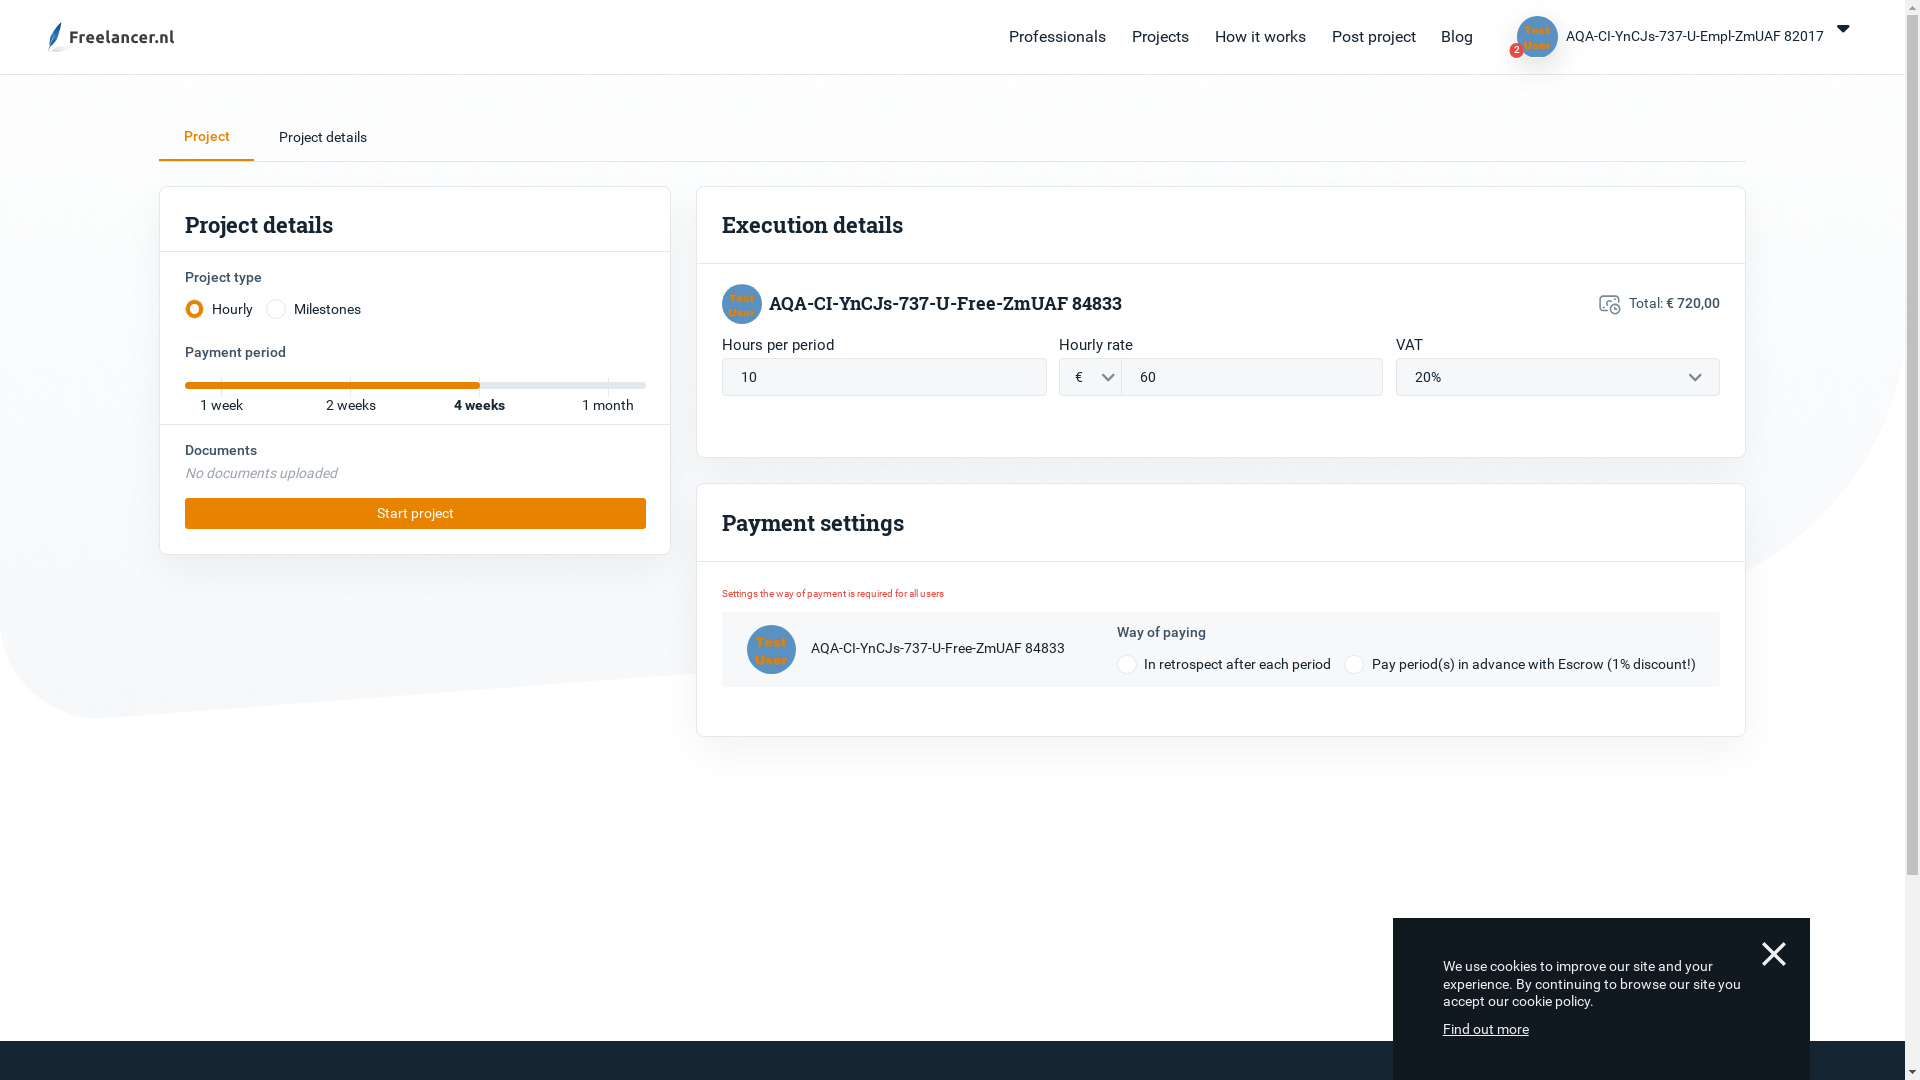 Freelancer.nl
Professionals Projects How it works Post project Blog
Test User
2
AQA-CI-YnCJs-737-U-Empl-ZmUAF 82017
Project Project details
Project details
Project type
Hourly Milestones
Payment period
1 week 2 weeks 4 weeks 1 month
Documents
No documents uploaded
Start project
Execution details
Test User
AQA-CI-YnCJs-737-U-Free-ZmUAF 84833
Total: € 720,00
Hours per period Hourly rate VAT
10 € 60 20%
Payment settings
Settings the way of payment is required for all users
Test User
AQA-CI-YnCJs-737-U-Free-ZmUAF 84833
Way of paying
In retrospect after each period Pay period(s) in advance with Escrow (1% discount!)
We use cookies to improve our site and your
experience. By continuing to browse our site you
accept our cookie policy.
Find out more